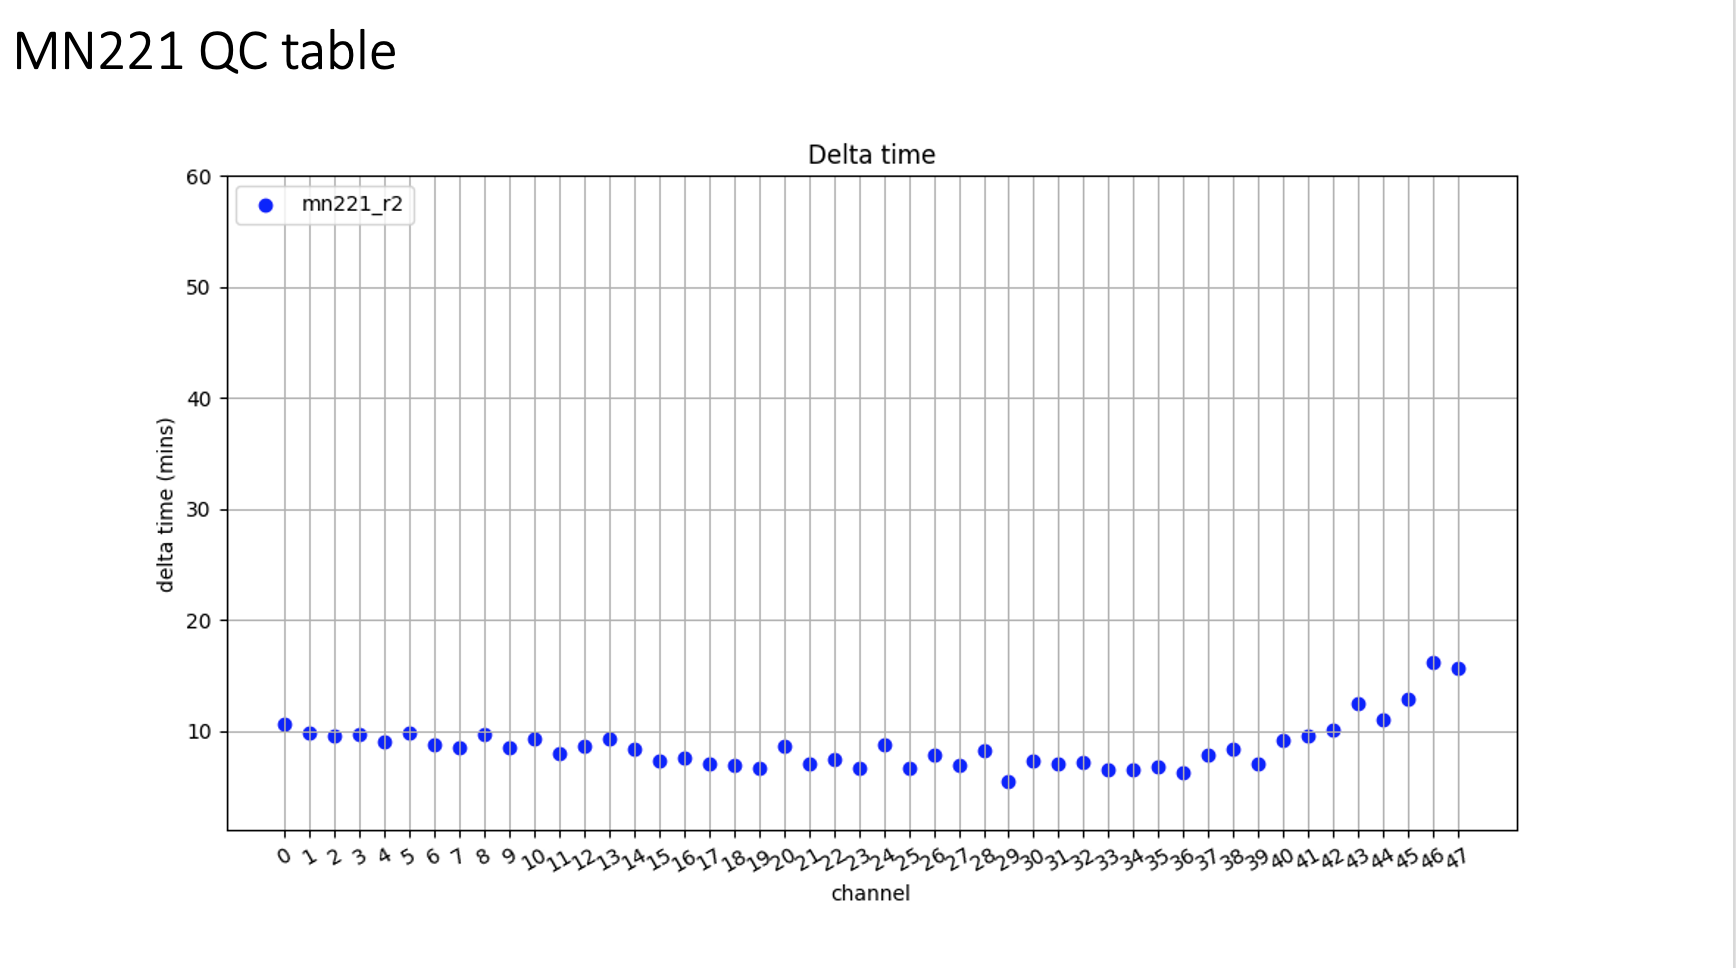 MN221 QC table
Delta time
mn221_r2
60
50
40
30
20
10
delta time (mins)
0 1 2 3 4 5 6 7 8 9 10 11 12 13 14 15 16 17 18 19 20 21 22 23 24 25 26 27 28 29 30 31 32 33 34 35 36 37 38 39 40 41 42 43 44 45 46 47
channel